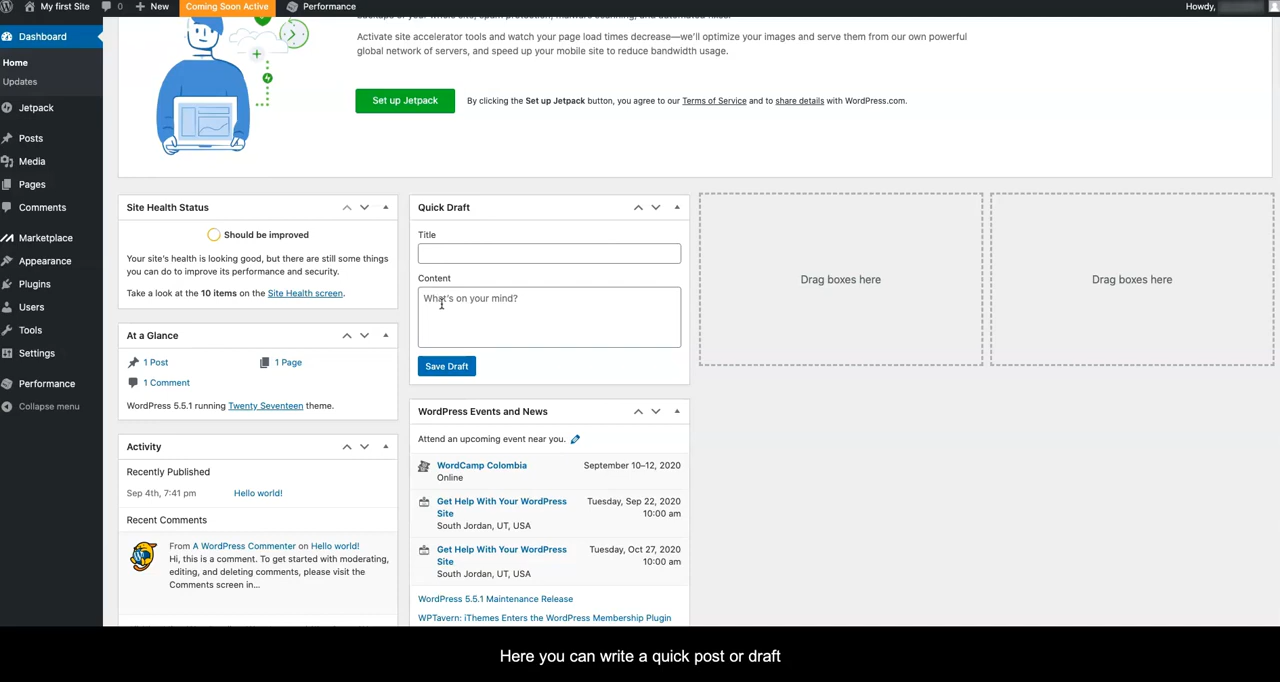 My first Site 0 New Coming Soon Active Performance Howdy,
Dashboard
Home
Updates
Jetpack
Posts
Media
Pages
Comments
Marketplace
Appearance
Plugins
Users
Tools
Settings
Performance
Collapse menu
Activate site accelerator tools and watch your page load times decrease—we'll optimize your images and serve them from our own powerful
global network of servers, and speed up your mobile site to reduce bandwidth usage.
Set up Jetpack
By clicking the Set up Jetpack button, you agree to our Terms of Service and to share details with WordPress.com.
Site Health Status
Should be improved
Your site's health is looking good, but there are still some things
you can do to improve its performance and security.
Take a look at the 10 items on the Site Health screen.
At a Glance
1 Post 1 Page
1 Comment
WordPress 5.5.1 running Twenty Seventeen theme.
Activity
Recently Published
Sep 4th, 7:41 pm Hello world!
Recent Comments
From A WordPress Commenter on Hello world!
Hi, this is a comment. To get started with moderating,
editing, and deleting comments, please visit the
Comments screen in…
Quick Draft
Title
Content
What's on your mind?
Save Draft
WordPress Events and News
Attend an upcoming event near you.
WordCamp Colombia September 10–12, 2020
Online
Get Help With Your WordPress Tuesday, Sep 22, 2020
Site 10:00 am
South Jordan, UT, USA
Get Help With Your WordPress Tuesday, Oct 27, 2020
Site 10:00 am
South Jordan, UT, USA
WordPress 5.5.1 Maintenance Release
WPTavern: iThemes Enters the WordPress Membership Plugin
Drag boxes here
Drag boxes here
Here you can write a quick post or draft